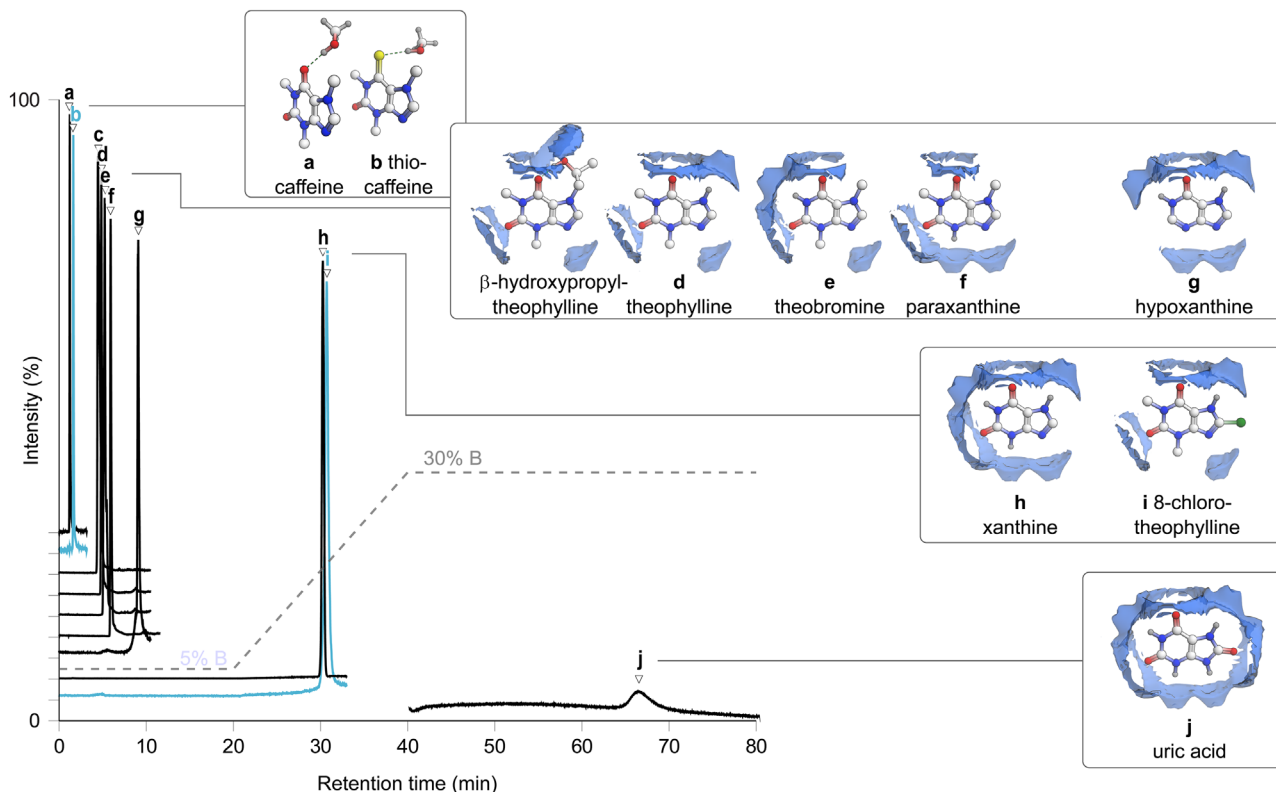 a
caffeine
b thio-
caffeine
100
a
b
c
d
e
f
g
h
i
β-hydroxypropyl-
theophylline
d
theophylline
e
theobromine
f
paraxanthine
g
hypoxanthine
h
xanthine
i 8-chloro-
theophylline
Intensity (%)
30% B
5% B
j
j
uric acid
0
0
10
20
30
40
50
60
70
80
Retention time (min)